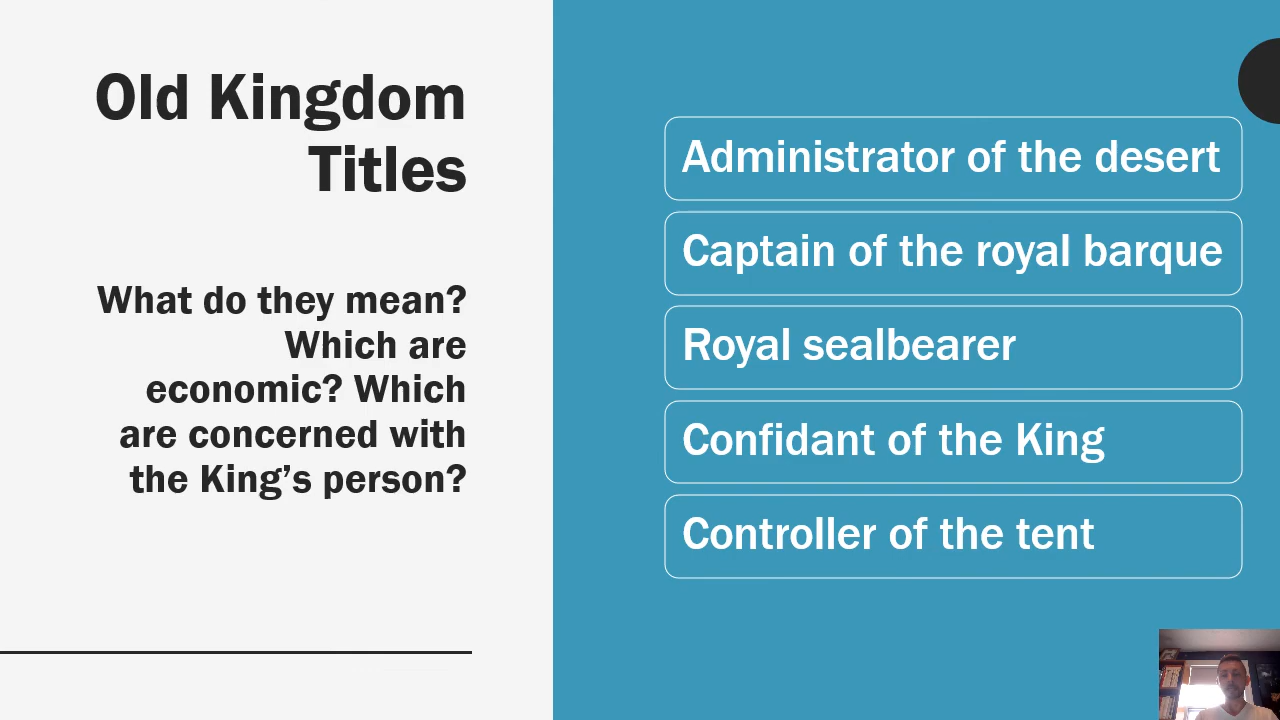 Old Kingdom
Titles
What do they mean?
Which are
economic? Which
are concerned with
the King’s person?
Administrator of the desert
Captain of the royal barque
Royal sealbearer
Confidant of the King
Controller of the tent